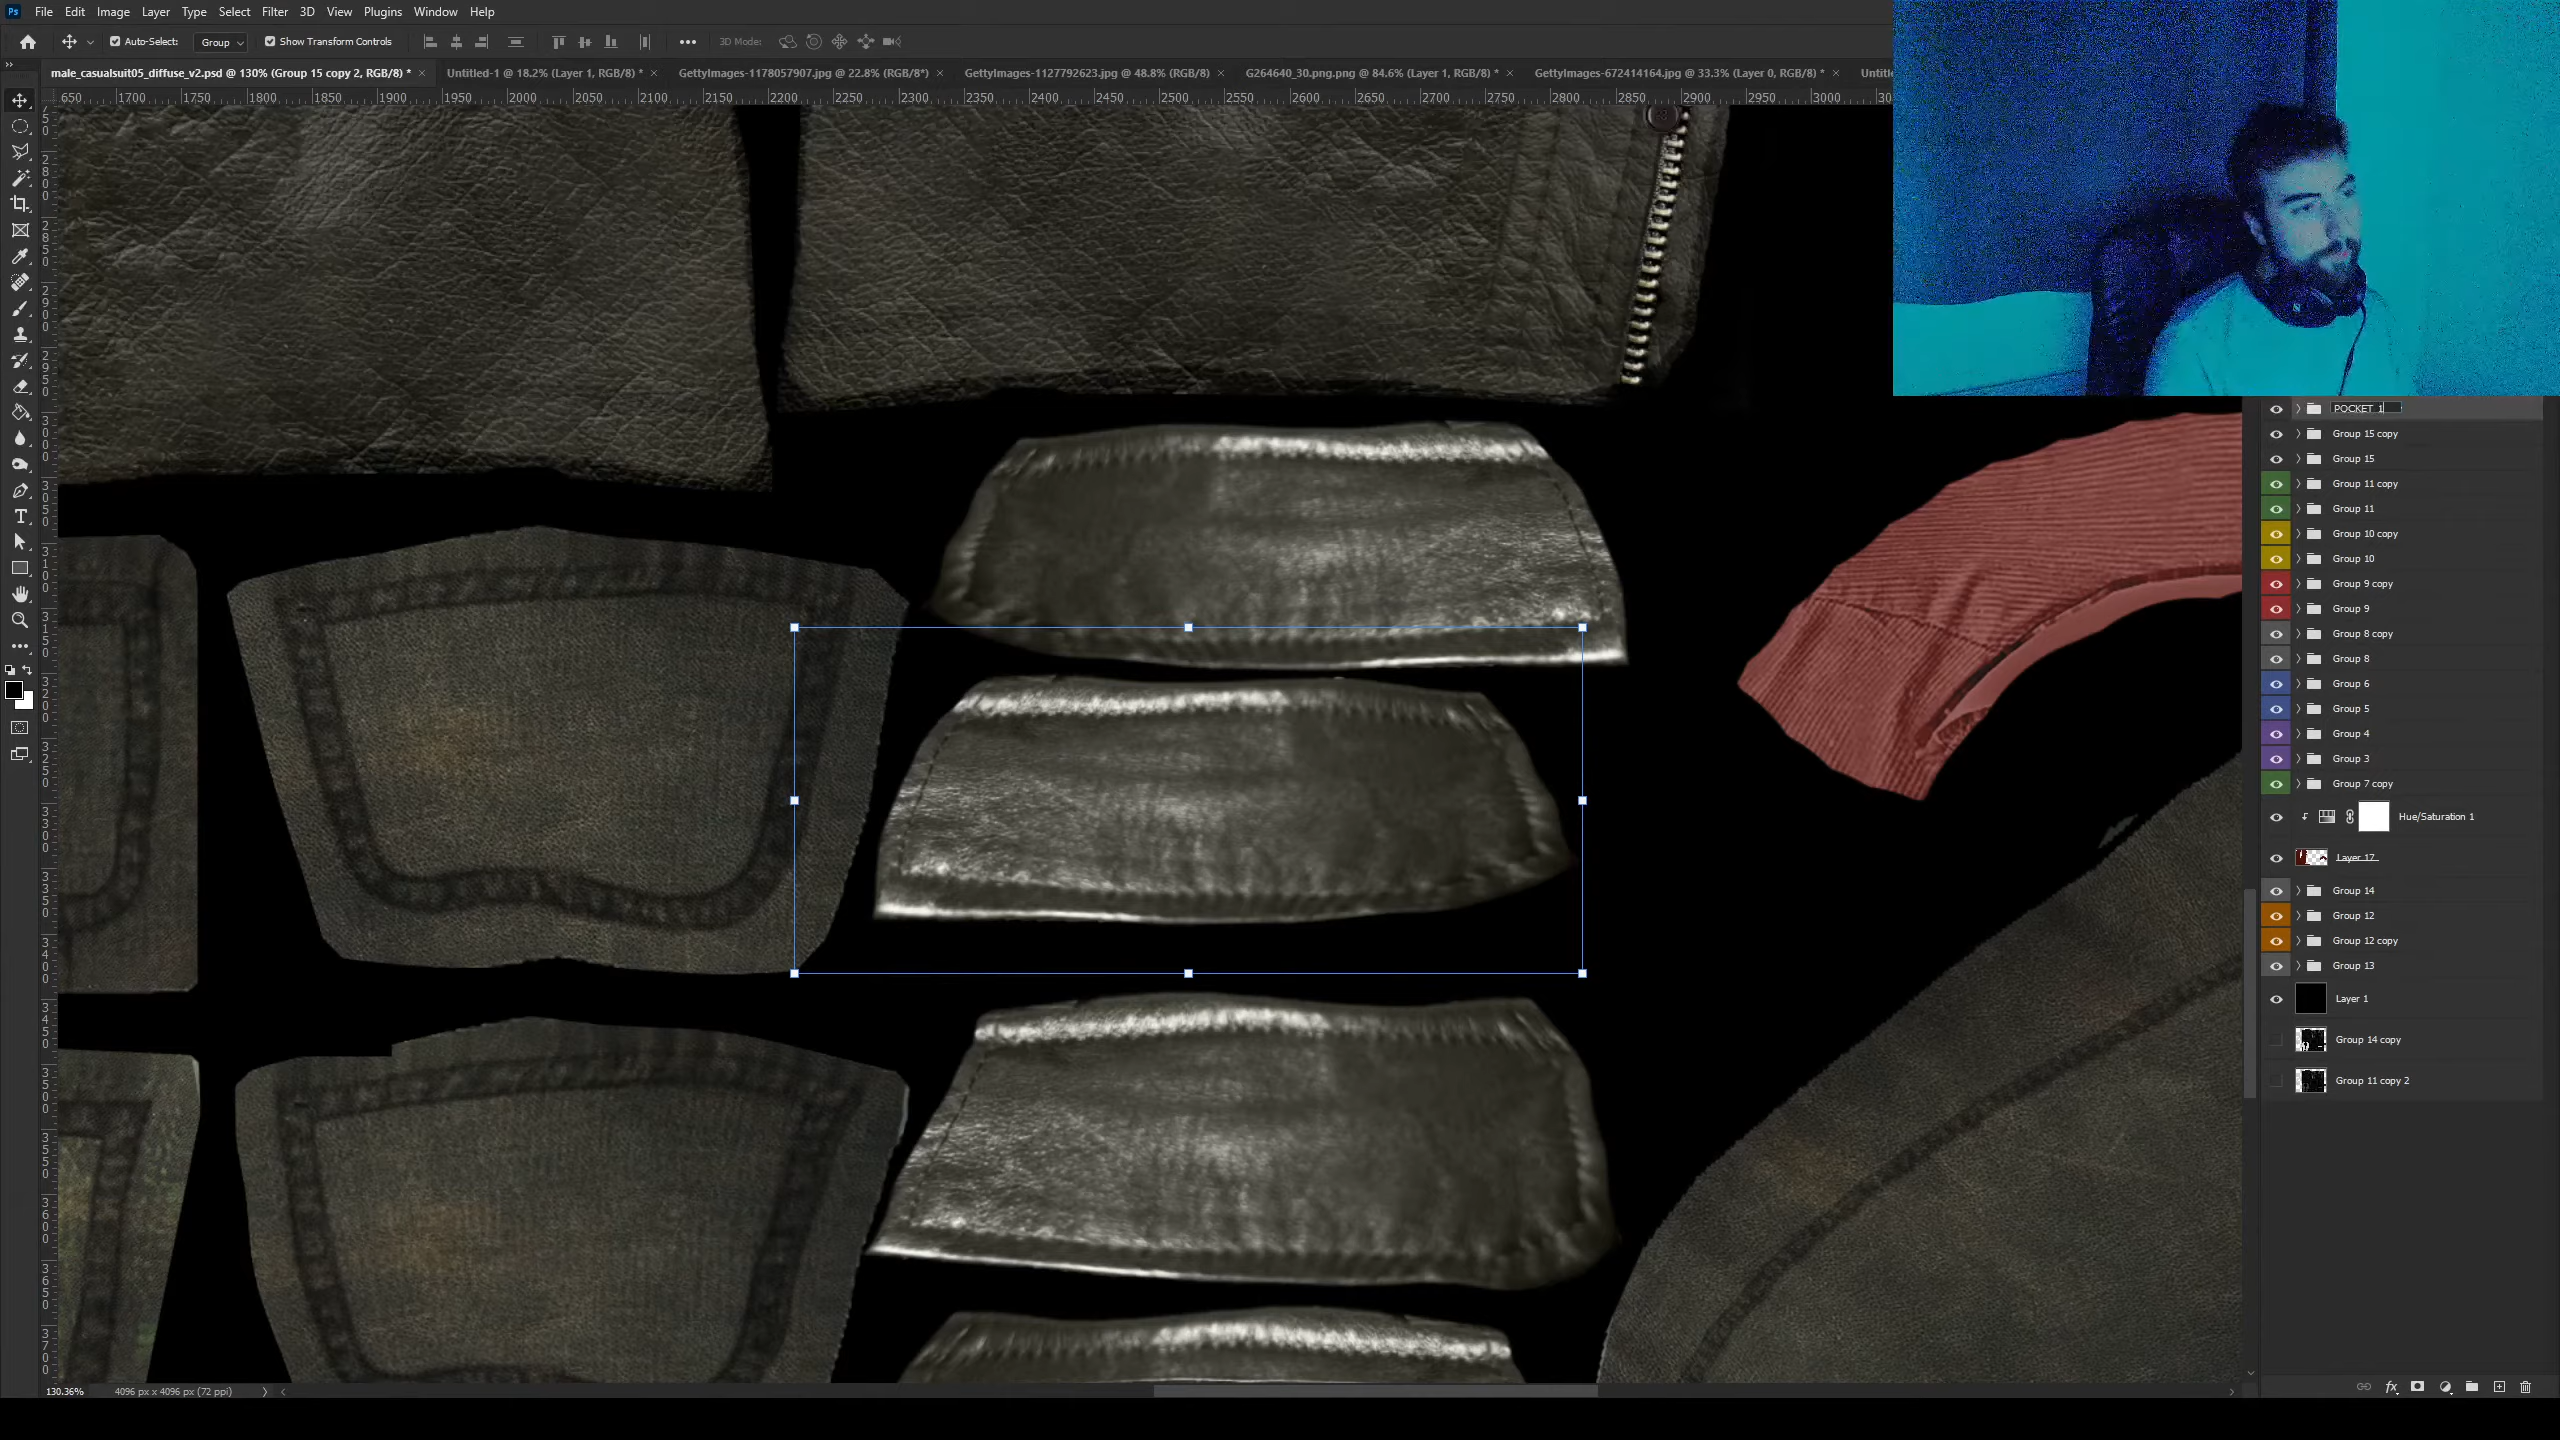 Ps File Edit Image Layer Type Select Filter 3D View Plugins Window Help
Auto-Select: Group Show Transform Controls 3D Mode:
male_casualsuit05_diffuse_v2.psd @ 130% (Group 15 copy 2, RGB/8) * Untitled-1 @ 18.2% (Layer 1, RGB/8) * GettyImages-1178057907.jpg @ 22.8% (RGB/8*) GettyImages-1127792623.jpg @ 48.8% (RGB/8) G264640_30.png.png @ 84.6% (Layer 1, RGB/8) * GettyImages-672414164.jpg @ 33.3% (Layer 0, RGB/8) * Untitle
650 1700 1750 1800 1850 1900 1950 2000 2050 2100 2150 2200 2250 2300 2350 2400 2450 2500 2550 2600 2650 2700 2750 2800 2850 2900 2950 3000
POCKET_1
Group 15 copy
Group 15
Group 11 copy
Group 11
Group 10 copy
Group 10
Group 9 copy
Group 9
Group 8 copy
Group 8
Group 6
Group 5
Group 4
Group 3
Group 7 copy
Hue/Saturation 1
Layer 17
Group 14
Group 12
Group 12 copy
Group 13
Layer 1
Group 14 copy
Group 11 copy 2
130.36% 4096 px x 4096 px (72 ppi)